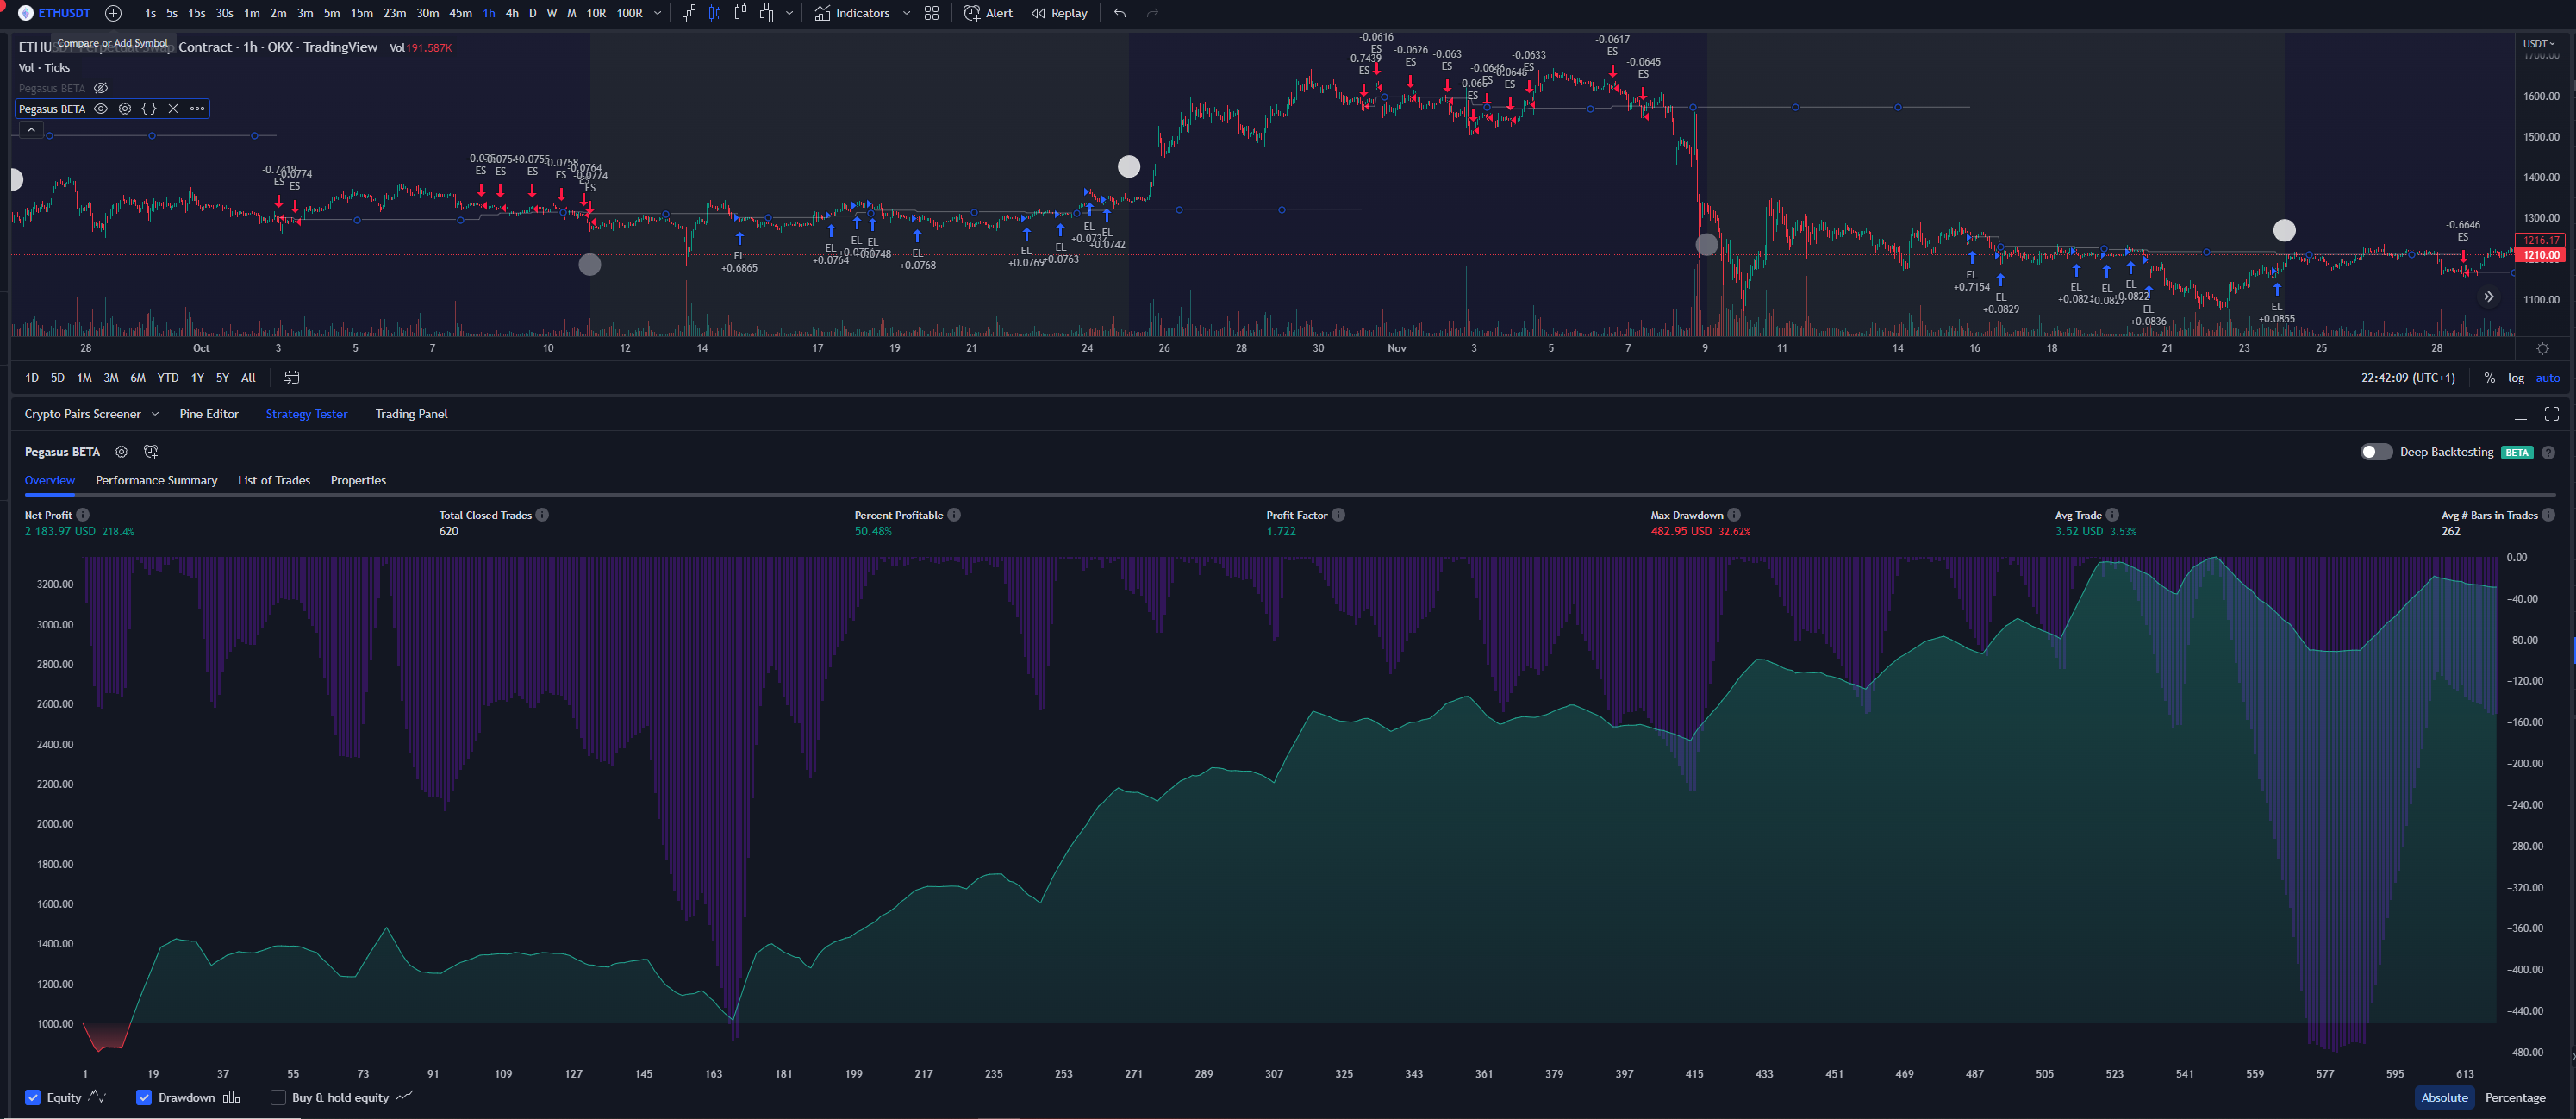 ETHUSDT 1s 5s 15s 30s 1m 2m 3m 5m 15m 23m 30m 45m 1h 4h D W M 10R 100R Indicators Alert Replay
Compare or Add Symbol
ETHU Contract · 1h · OKX · TradingView Vol 191.587K
Vol · Ticks
Pegasus BETA
Pegasus BETA
USDT
1700.00
1600.00
1500.00
1400.00
1300.00
1216.17
1210.00
1100.00
-0.0774
ES
ES
-0.0755
-0.0758
ES
-0.0764
-0.0774
ES
ES
ES
ES
EL
+0.6865
EL
+0.0764
EL
EL
+0.0748
EL
+0.0768
EL
+0.0769
EL
+0.0763
EL
EL
+0.0742
-0.0616
ES
-0.7439
ES
-0.0626
ES
-0.063
ES
ES
ES
-0.0648
ES
-0.0633
ES
-0.0617
ES
-0.0645
ES
EL
+0.7154
EL
+0.0829
EL
EL
EL
+0.0822
EL
+0.0836
EL
+0.0855
-0.6646
ES
28 Oct 3 5 7 10 12 14 17 19 21 24 26 28 30 Nov 3 5 7 9 11 14 16 18 21 23 25 28
1D 5D 1M 3M 6M YTD 1Y 5Y All 22:42:09 (UTC+1) % log auto
Crypto Pairs Screener Pine Editor Strategy Tester Trading Panel
Pegasus BETA Deep Backtesting BETA
Overview Performance Summary List of Trades Properties
Net Profit Total Closed Trades Percent Profitable Profit Factor Max Drawdown Avg Trade Avg # Bars in Trades
2 183.97 USD 218.4% 620 50.48% 1.722 482.95 USD 32.62% 3.52 USD 3.53% 262
3200.00
3000.00
2800.00
2600.00
2400.00
2200.00
2000.00
1800.00
1600.00
1400.00
1200.00
1000.00
0.00
-40.00
-80.00
-120.00
-160.00
-200.00
-240.00
-280.00
-320.00
-360.00
-400.00
-440.00
-480.00
1 19 37 55 73 91 109 127 145 163 181 199 217 235 253 271 289 307 325 343 361 379 397 415 433 451 469 487 505 523 541 559 577 595 613
Equity Drawdown Buy & hold equity Absolute Percentage